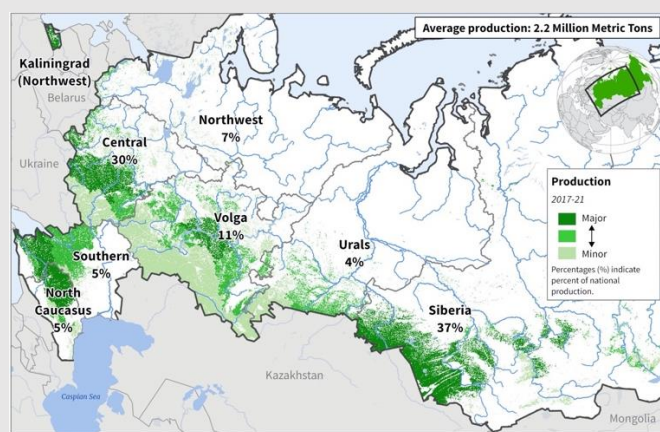 Average production: 2.2 Million Metric Tons
Kaliningrad
(Northwest)
Belarus
Ukraine
Northwest
7%
Central
30%
Volga
11%
Southern
5%
North
Caucasus
5%
Urals
4%
Siberia
37%
Kazakhstan
Caspian Sea
Mongolia
Production
2017-21
Major
Minor
Percentages (%) indicate
percent of national
production.